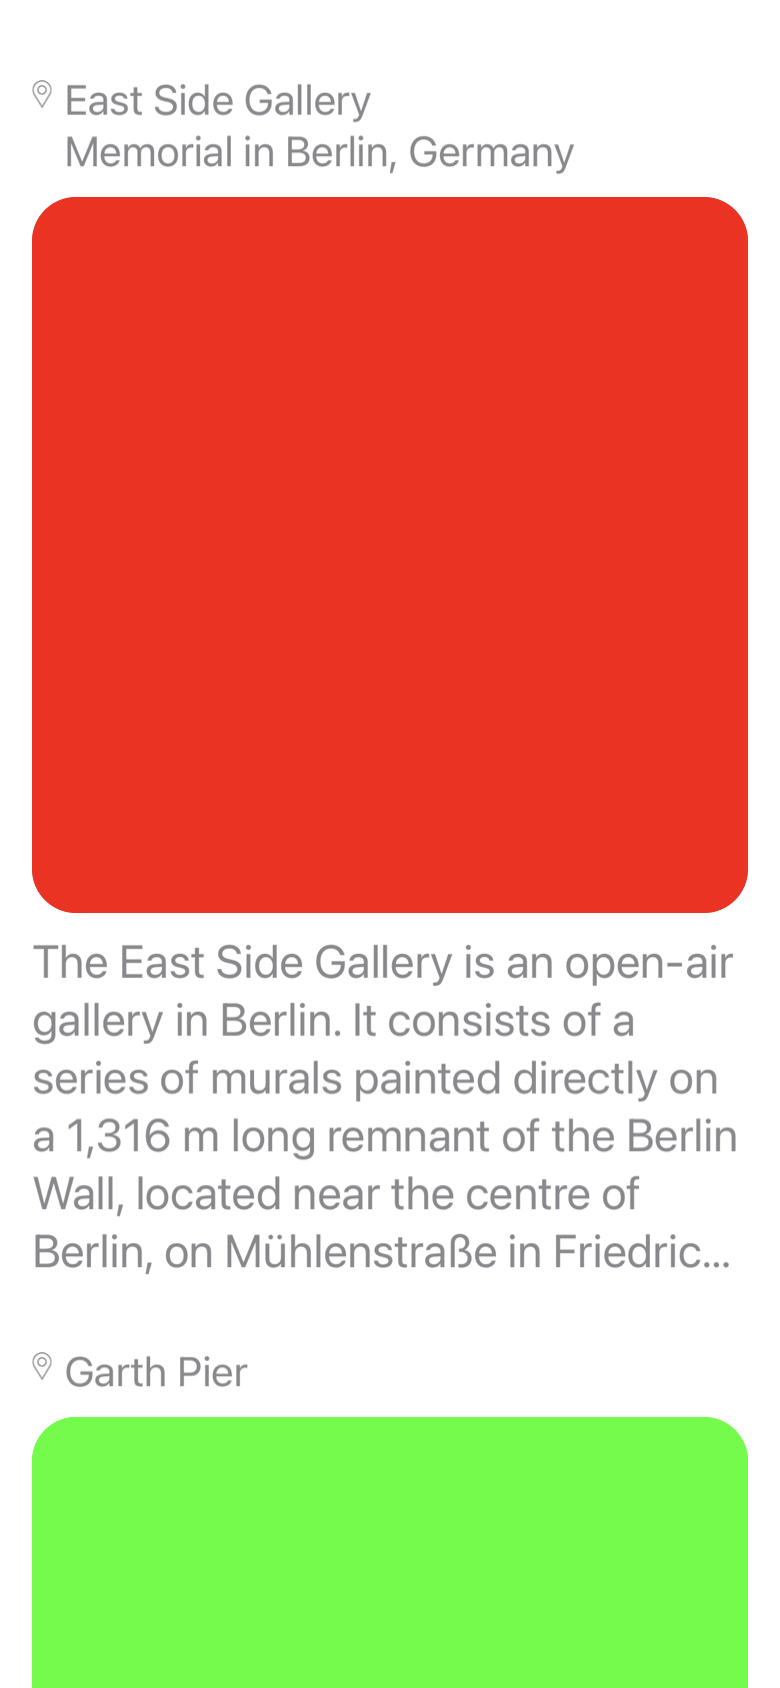 East Side Gallery
Memorial in Berlin, Germany
The East Side Gallery is an open-air
gallery in Berlin. It consists of a
series of murals painted directly on
a 1,316 m long remnant of the Berlin
Wall, located near the centre of
Berlin, on Mühlenstraße in Friedric...
Garth Pier